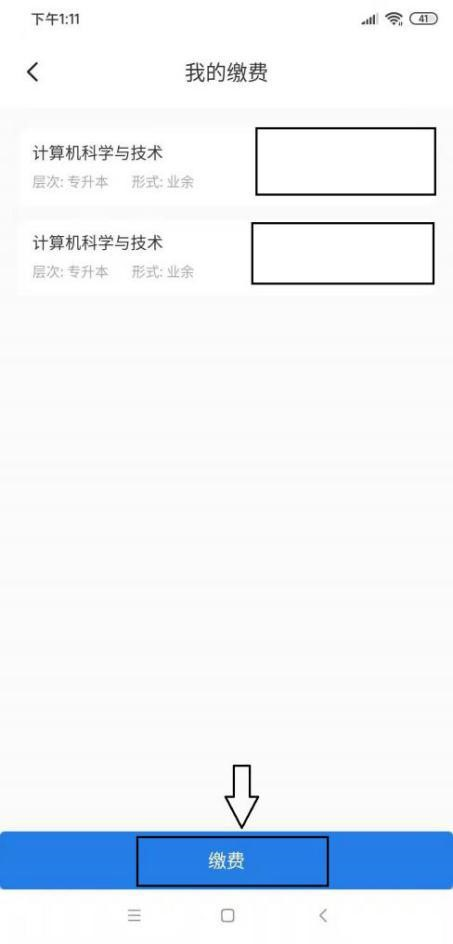 下午1:11
41
我的缴费
计算机科学与技术
层次: 专升本 形式: 业余
计算机科学与技术
层次: 专升本 形式: 业余
缴费